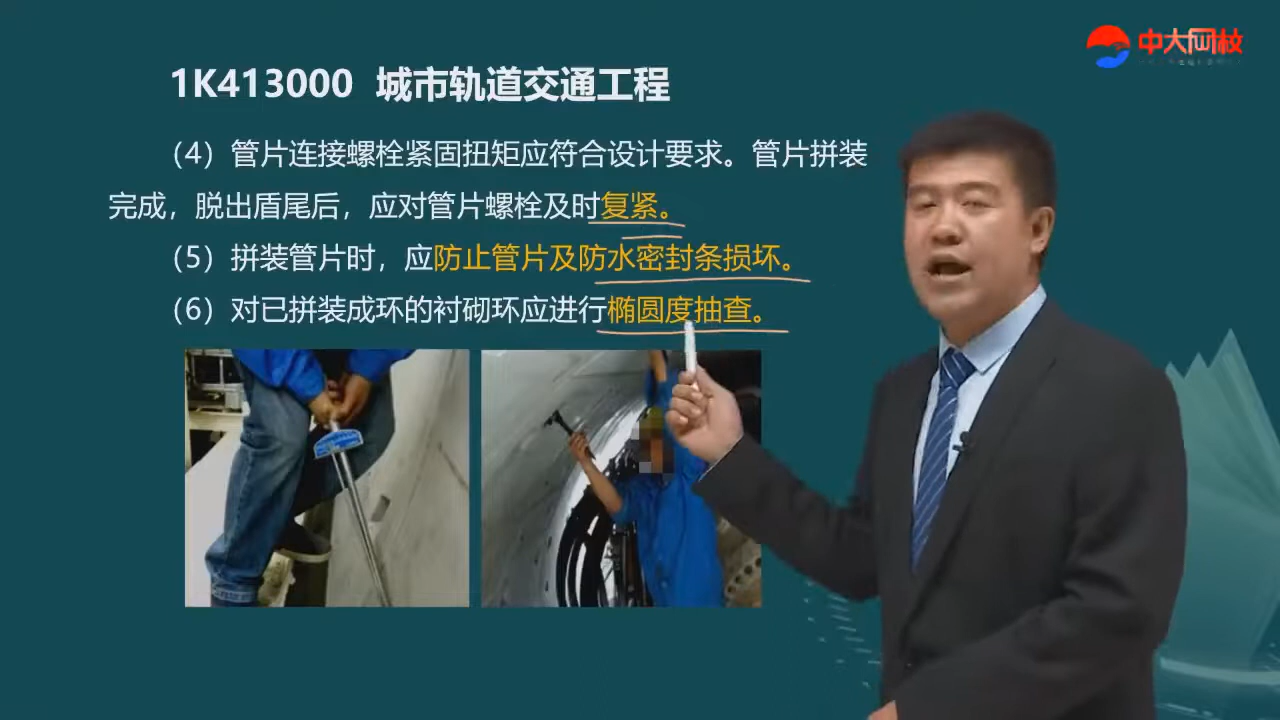 中大网校
1K413000 城市轨道交通工程
（4）管片连接螺栓紧固扭矩应符合设计要求。管片拼装
完成，脱出盾尾后，应对管片螺栓及时复紧。
（5）拼装管片时，应防止管片及防水密封条损坏。
（6）对已拼装成环的衬砌环应进行椭圆度抽查。